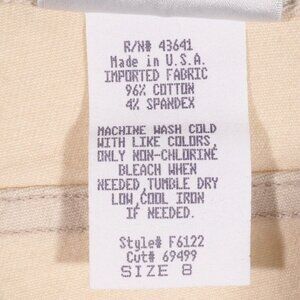 R/N# 43641
Made in U.S.A.
IMPORTED FABRIC
96% COTTON
4% SPANDEX
MACHINE WASH COLD
WITH LIKE COLORS,
ONLY NON-CHLORINE
BLEACH WHEN
NEEDED,TUMBLE DRY
LOW,COOL IRON
IF NEEDED.
Style# F6122
Cut# 69499
SIZE 8